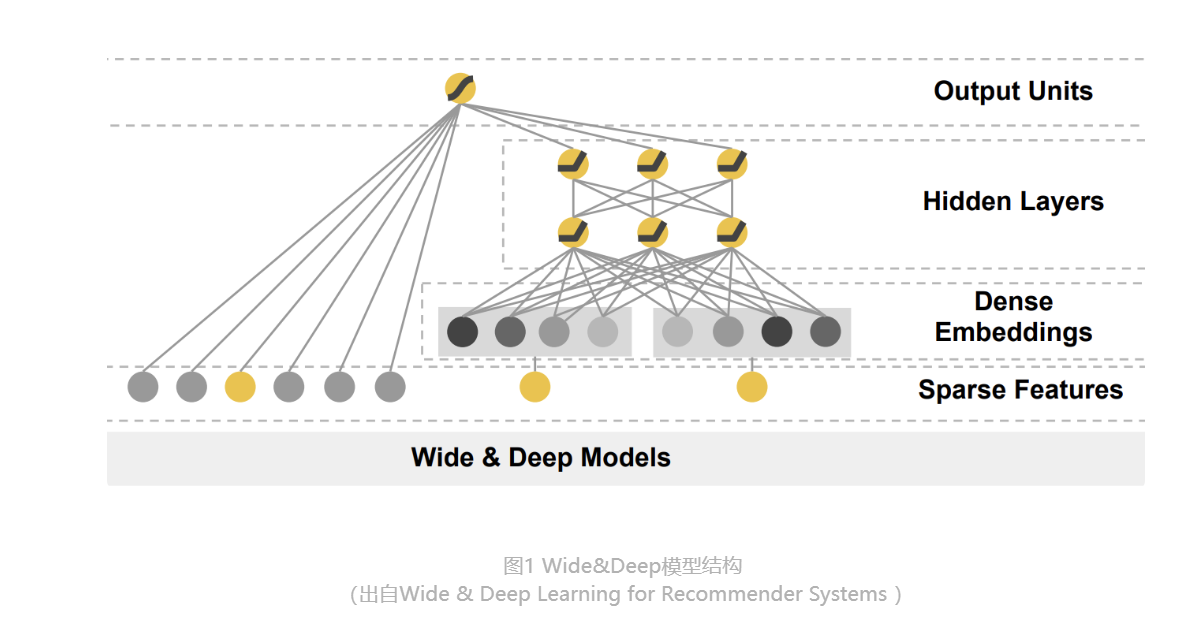 Output Units
Hidden Layers
Dense
Embeddings
Sparse Features
Wide & Deep Models
图1 Wide&Deep模型结构
(出自Wide & Deep Learning for Recommender Systems )